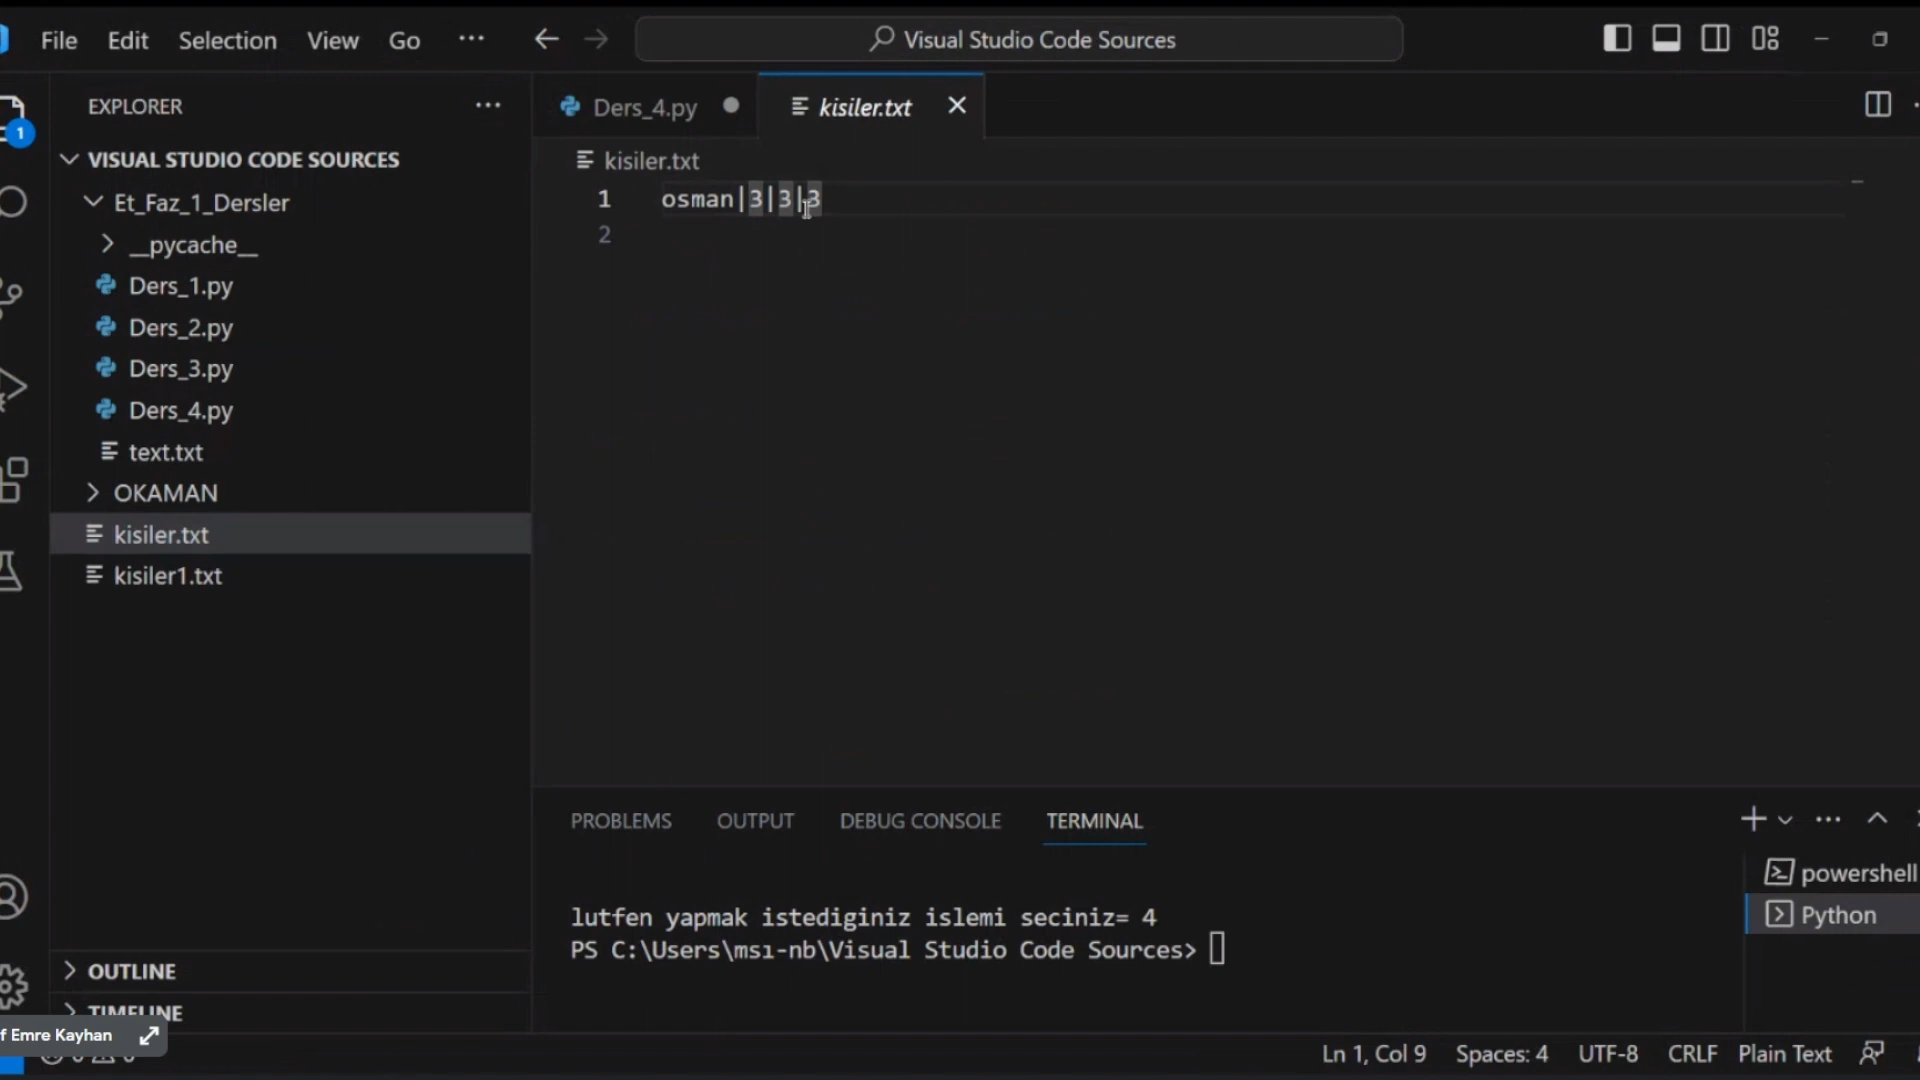 File Edit Selection View Go ... Visual Studio Code Sources
EXPLORER ...
1
VISUAL STUDIO CODE SOURCES
Et_Faz_1_Dersler
__pycache__
Ders_1.py
Ders_2.py
Ders_3.py
Ders_4.py
text.txt
OKAMAN
kisiler.txt
kisiler1.txt
OUTLINE
TIMELINE
f Emre Kayhan
Ders_4.py kisiler.txt
kisiler.txt
1 osman|3|3|3
2
PROBLEMS OUTPUT DEBUG CONSOLE TERMINAL
lutfen yapmak istediginiz islemi seciniz= 4
PS C:\Users\msı-nb\Visual Studio Code Sources>
powershell
Python
Ln 1, Col 9 Spaces: 4 UTF-8 CRLF Plain Text